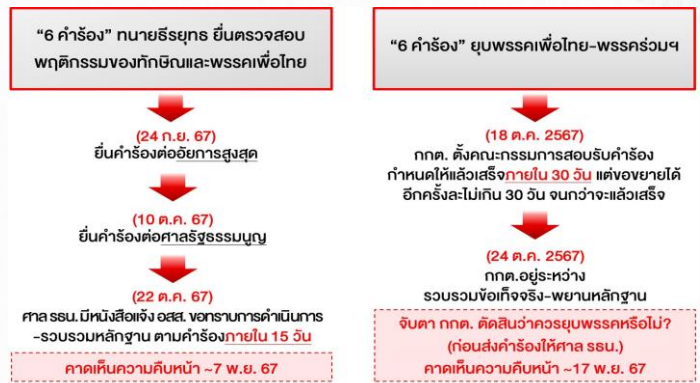 “6 คำร้อง” ทนายธีรยุทธ ยื่นตรวจสอบ
พฤติกรรมของทักษิณและพรรคเพื่อไทย
(24 ก.ย. 67)
ยื่นคำร้องต่ออัยการสูงสุด
(10 ต.ค. 67)
ยื่นคำร้องต่อศาลรัฐธรรมนูญ
(22 ต.ค. 67)
ศาล รธน. มีหนังสือแจ้ง อสส. ขอทราบการดำเนินการ
-รวบรวมหลักฐาน ตามคำร้องภายใน 15 วัน
คาดเห็นความคืบหน้า ~7 พ.ย. 67
“6 คำร้อง” ยุบพรรคเพื่อไทย-พรรคร่วมฯ
(18 ต.ค. 2567)
กกต. ตั้งคณะกรรมการสอบรับคำร้อง
กำหนดให้แล้วเสร็จภายใน 30 วัน แต่ขอขยายได้
อีกครั้งละไม่เกิน 30 วัน จนกว่าจะแล้วเสร็จ
(24 ต.ค. 2567)
กกต.อยู่ระหว่าง
รวบรวมข้อเท็จจริง-พยานหลักฐาน
จับตา กกต. ตัดสินว่าควรยุบพรรคหรือไม่?
(ก่อนส่งคำร้องให้ศาล รธน.)
คาดเห็นความคืบหน้า ~17 พ.ย. 67